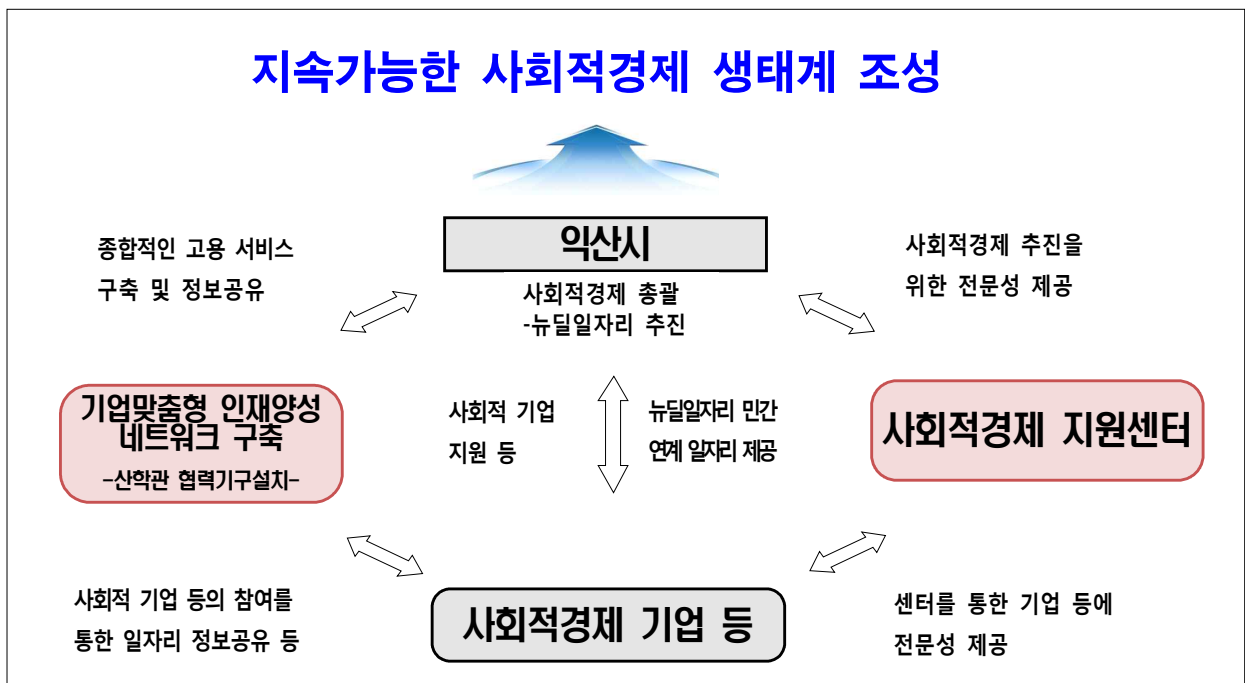 지속가능한 사회적경제 생태계 조성
종합적인 고용 서비스
구축 및 정보공유
익산시
사회적경제 총괄
-뉴딜일자리 추진
사회적경제 추진을
위한 전문성 제공
기업맞춤형 인재양성
네트워크 구축
-산학관 협력기구설치-
사회적 기업
지원 등
뉴딜일자리 민간
연계 일자리 제공
사회적경제 지원센터
사회적 기업 등의 참여를
통한 일자리 정보공유 등
사회적경제 기업 등
센터를 통한 기업 등에
전문성 제공